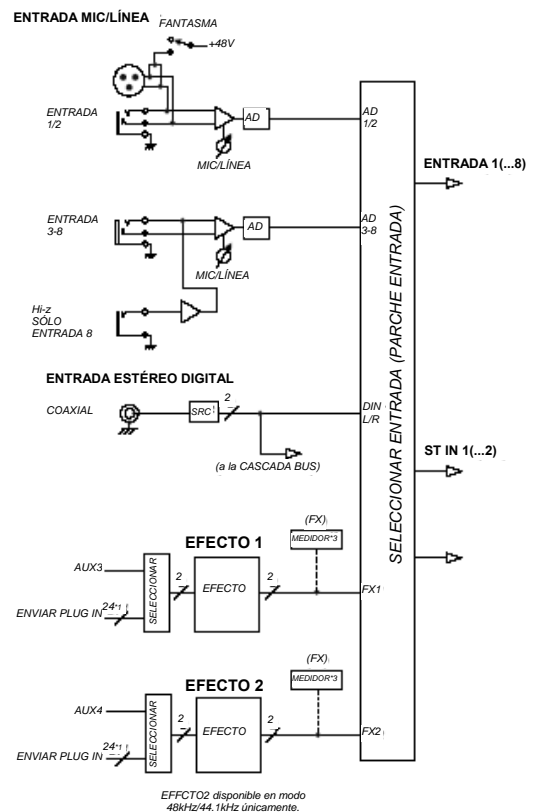 ENTRADA MIC/LÍNEA
FANTASMA
+48V
ENTRADA
1/2
AD
MIC/LÍNEA
AD
1/2
ENTRADA 1(...8)
ENTRADA
3-8
AD
MIC/LÍNEA
AD
3-8
Hi-z
SÓLO
ENTRADA 8
SELECCIONAR ENTRADA (PARCHE ENTRADA)
ENTRADA ESTÉREO DIGITAL
COAXIAL
SRC
2
DIN
L/R
(a la CASCADA BUS)
ST IN 1(...2)
EFECTO 1
(FX)
MEDIDOR*3
AUX3
ENVIAR PLUG IN
24*1
SELECCIONAR
2
EFECTO
2
FX1
EFECTO 2
(FX)
MEDIDOR*3
AUX4
ENVIAR PLUG IN
24*1
SELECCIONAR
2
EFECTO
2
FX2
EFFCTO2 disponible en modo
48kHz/44.1kHz únicamente.